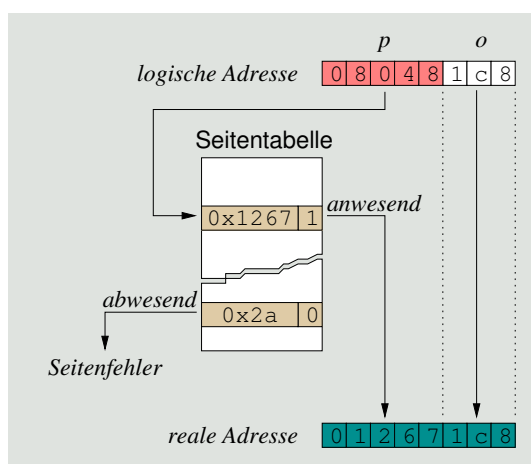 p o
logische Adresse 0 8 0 4 8 1 c 8
Seitentabelle
0x1267 1 anwesend
abwesend
0x2a 0
Seitenfehler
reale Adresse 0 1 2 6 7 1 c 8